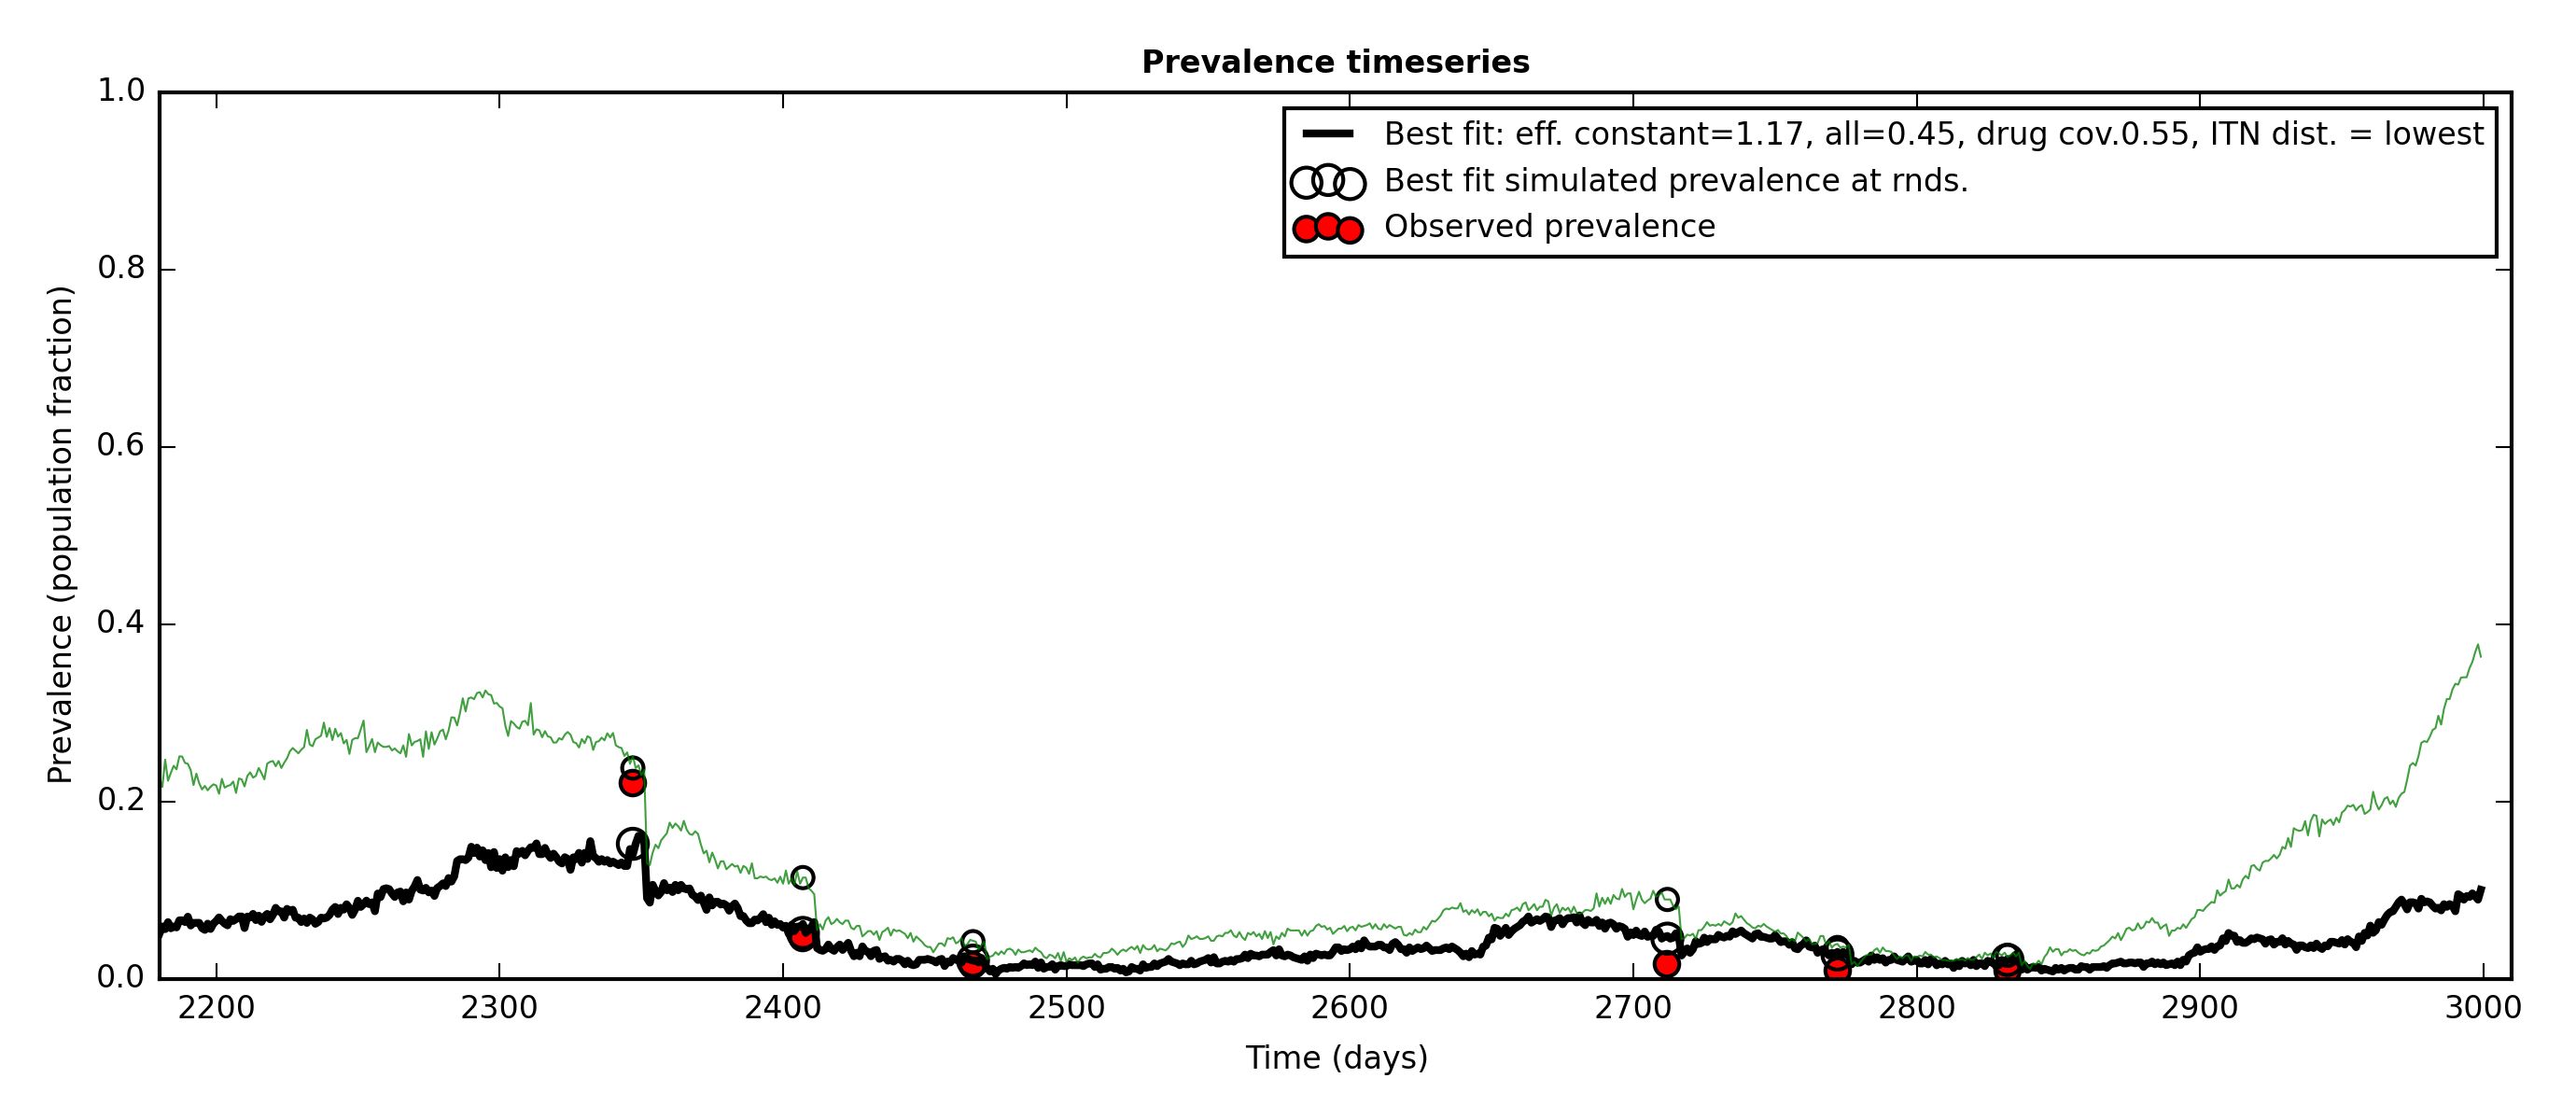 Prevalence timeseries
1.0
0.8
0.6
0.4
0.2
0.0
Prevalence (population fraction)
Best fit: eff. constant=1.17, all=0.45, drug cov.0.55, ITN dist. = lowest
Best fit simulated prevalence at rnds.
Observed prevalence
2200 2300 2400 2500 2600 2700 2800 2900 3000
Time (days)